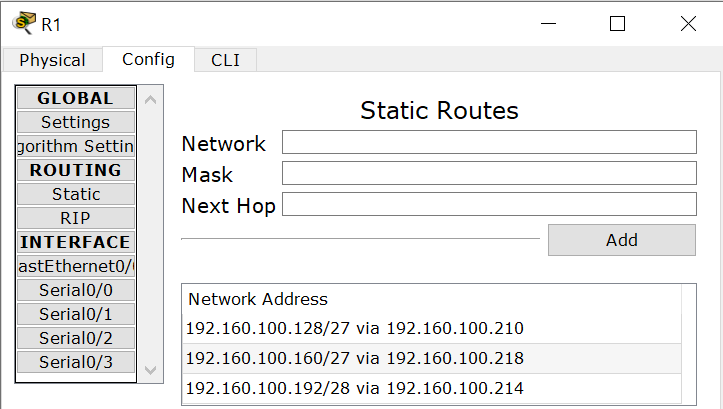 R1
Physical Config CLI
GLOBAL
Settings
gorithm Settin
ROUTING
Static
RIP
INTERFACE
astEthernet0/
Serial0/0
Serial0/1
Serial0/2
Serial0/3
Static Routes
Network
Mask
Next Hop
Add
Network Address
192.160.100.128/27 via 192.160.100.210
192.160.100.160/27 via 192.160.100.218
192.160.100.192/28 via 192.160.100.214